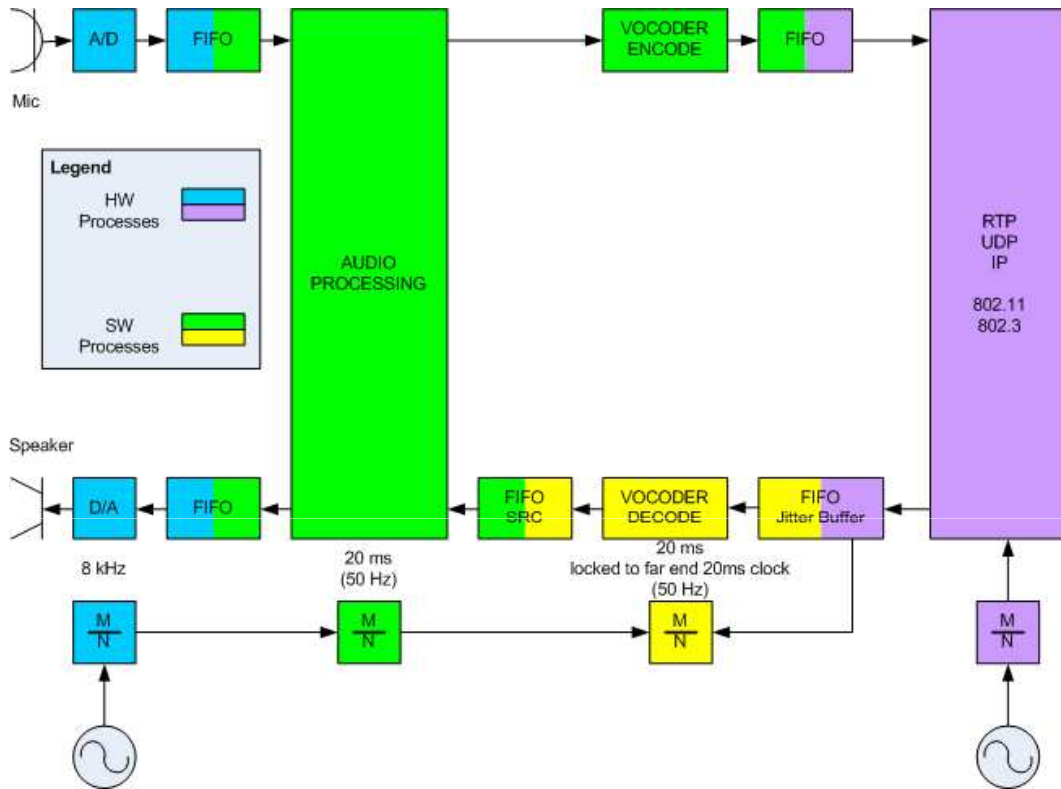 A/D
FIFO
VOCODER
ENCODE
FIFO
Mic
Legend
HW
Processes
SW
Processes
AUDIO
PROCESSING
RTP
UDP
IP
802.11
802.3
Speaker
D/A
FIFO
FIFO
SRC
VOCODER
DECODE
FIFO
Jitter Buffer
8 kHz
20 ms
(50 Hz)
20 ms
locked to far end 20ms clock
(50 Hz)
M
N
M
N
M
N
M
N